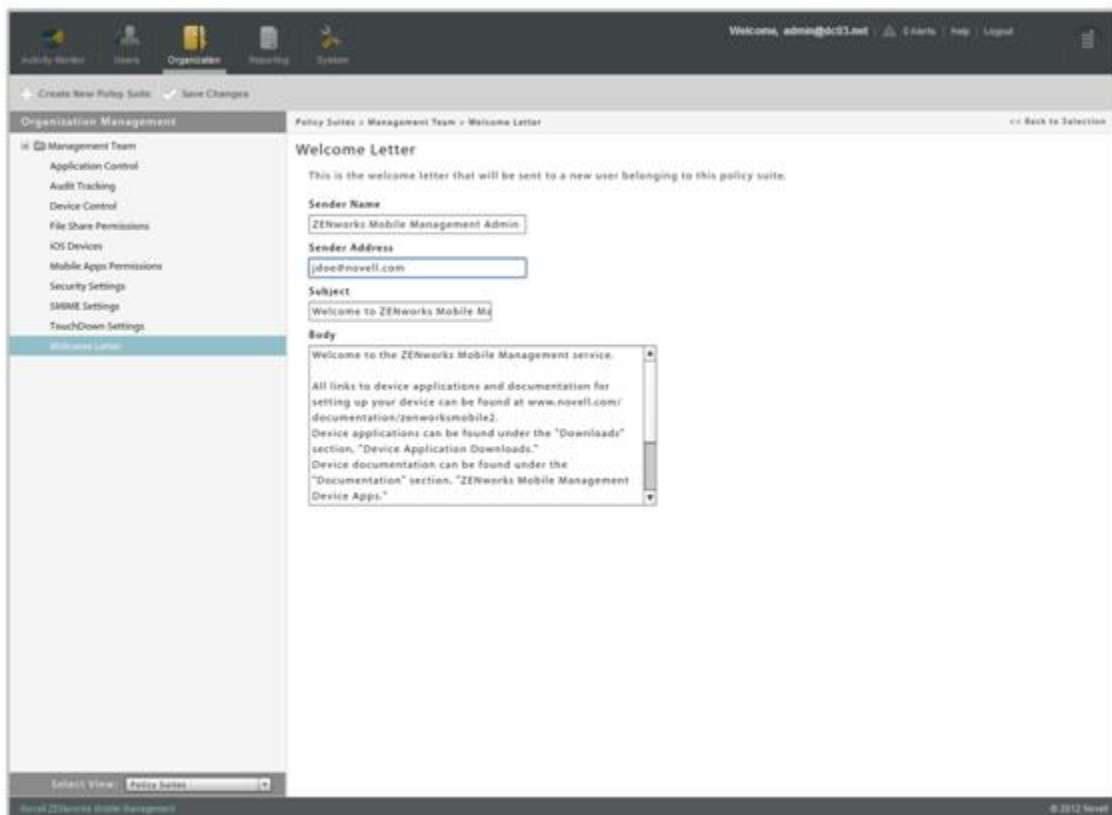 Welcome, admin@dc03.net | 0 Alerts | Help | Logout
Activity Monitor
Users
Organization
Reporting
System
Create New Policy Suite
Save Changes
Organization Management
Management Team
Application Control
Audit Tracking
Device Control
File Share Permissions
iOS Devices
Mobile Apps Permissions
Security Settings
SMIME Settings
TouchDown Settings
Welcome Letter
Policy Suites > Management Team > Welcome Letter
<< Back to Selection
Welcome Letter
This is the welcome letter that will be sent to a new user belonging to this policy suite.
Sender Name
ZENworks Mobile Management Admin
Sender Address
jdoe@novell.com
Subject
Welcome to ZENworks Mobile Ma
Body
Welcome to the ZENworks Mobile Management service.
All links to device applications and documentation for
setting up your device can be found at www.novell.com/
documentation/zenworksmobile2.
Device applications can be found under the "Downloads"
section, "Device Application Downloads."
Device documentation can be found under the
"Documentation" section, "ZENworks Mobile Management
Device Apps."
Select View: Policy Suites
Novell ZENworks Mobile Management
© 2012 Novell